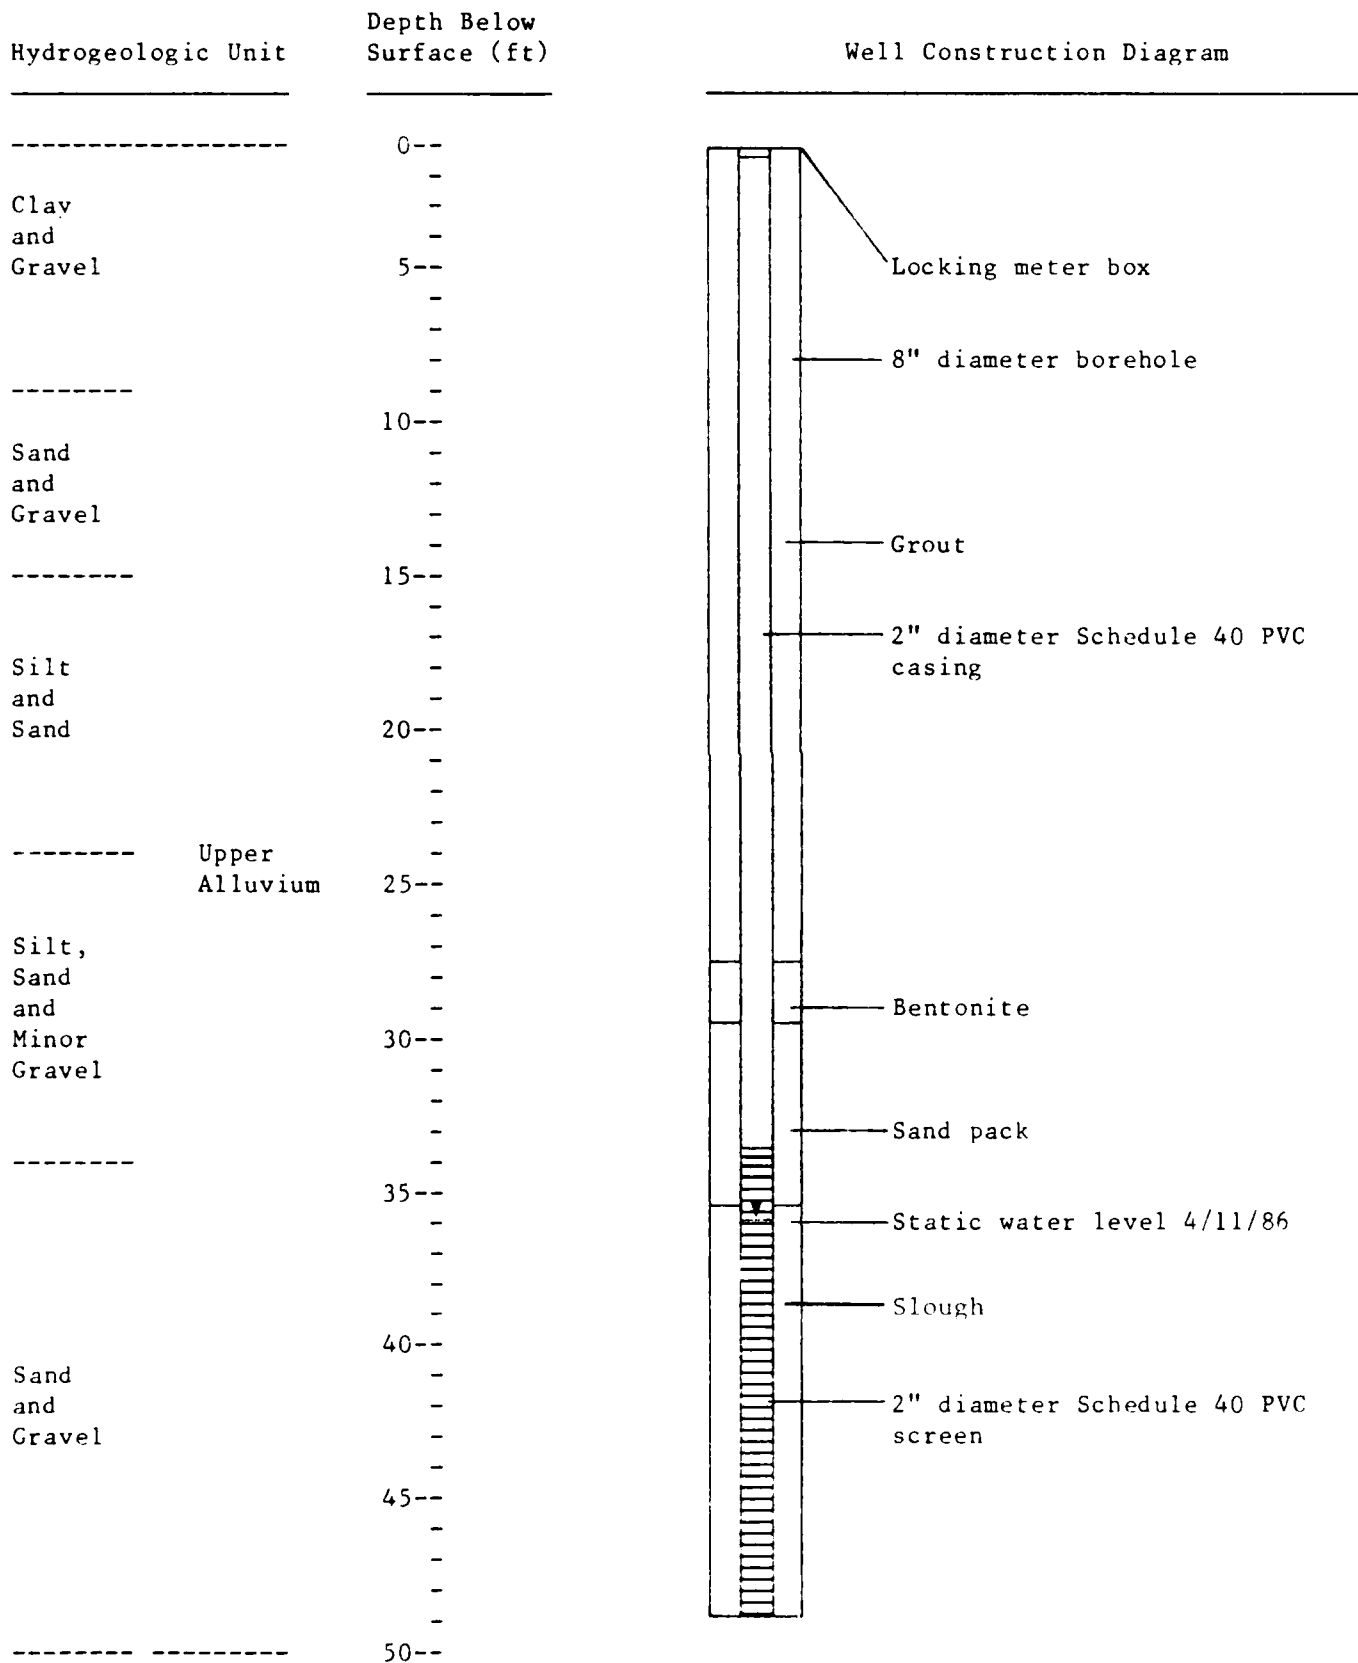 Depth Below
Hydrogeologic Unit Surface (ft) Well Construction Diagram
0--
Clay
and
Gravel 5-- Locking meter box
8" diameter borehole
10--
Sand
and
Gravel
Grout
15--
2" diameter Schedule 40 PVC
Silt casing
and
Sand 20--
Upper
Alluvium 25--
Silt,
Sand
and Bentonite
Minor 30--
Gravel
Sand pack
35--
Static water level 4/11/86
Slough
40--
Sand
and 2" diameter Schedule 40 PVC
Gravel screen
45--
50--